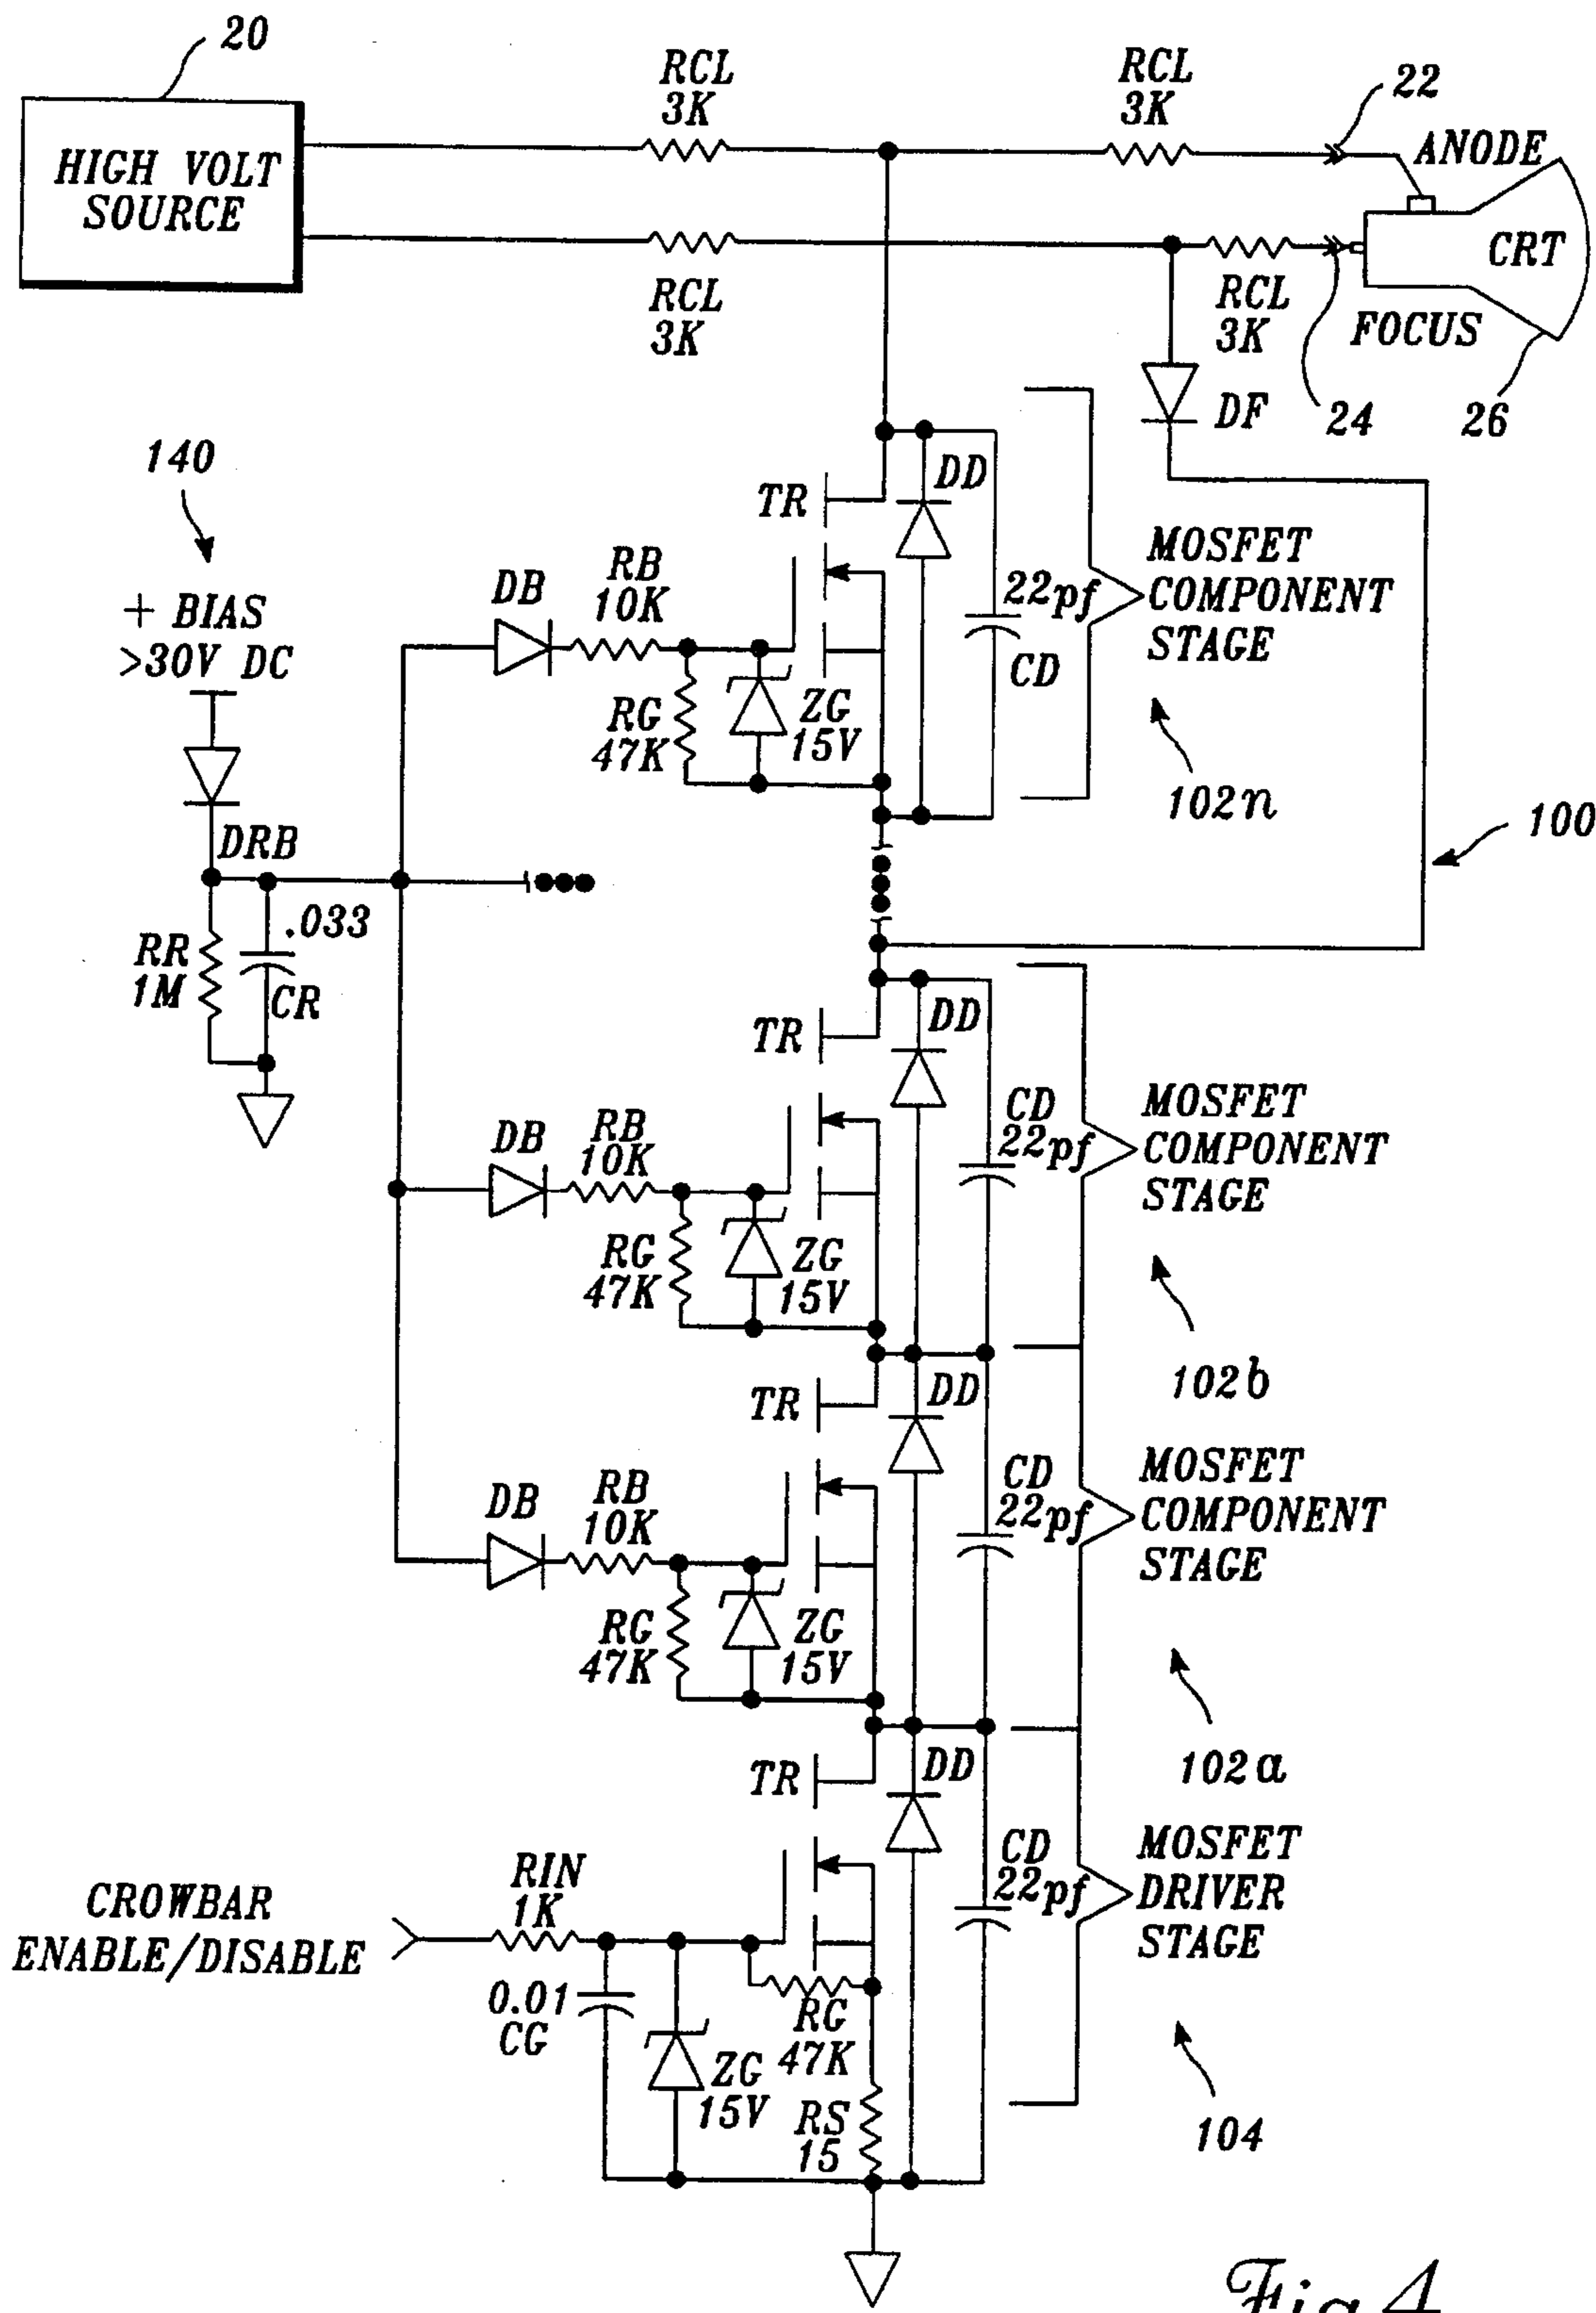 20
RCL
3K
RCL
3K
22
ANODE
HIGH VOLT
SOURCE
CRT
RCL
3K
RCL
3K
FOCUS
DF
24
26
140
+ BIAS
>30V DC
DRB
.033
RR
1M
CR
DB
RB
10K
RG
47K
ZG
15V
TR
DD
22pf
CD
MOSFET
COMPONENT
STAGE
102n
100
TR
DD
DB
RB
10K
RG
47K
ZG
15V
CD
22pf
MOSFET
COMPONENT
STAGE
102b
TR
DD
DB
RB
10K
RG
47K
ZG
15V
CD
22pf
MOSFET
COMPONENT
STAGE
102a
TR
DD
CROWBAR
ENABLE/DISABLE
RIN
1K
0.01
CG
ZG
15V
RG
47K
RS
15
CD
22pf
MOSFET
DRIVER
STAGE
104
Fig 4